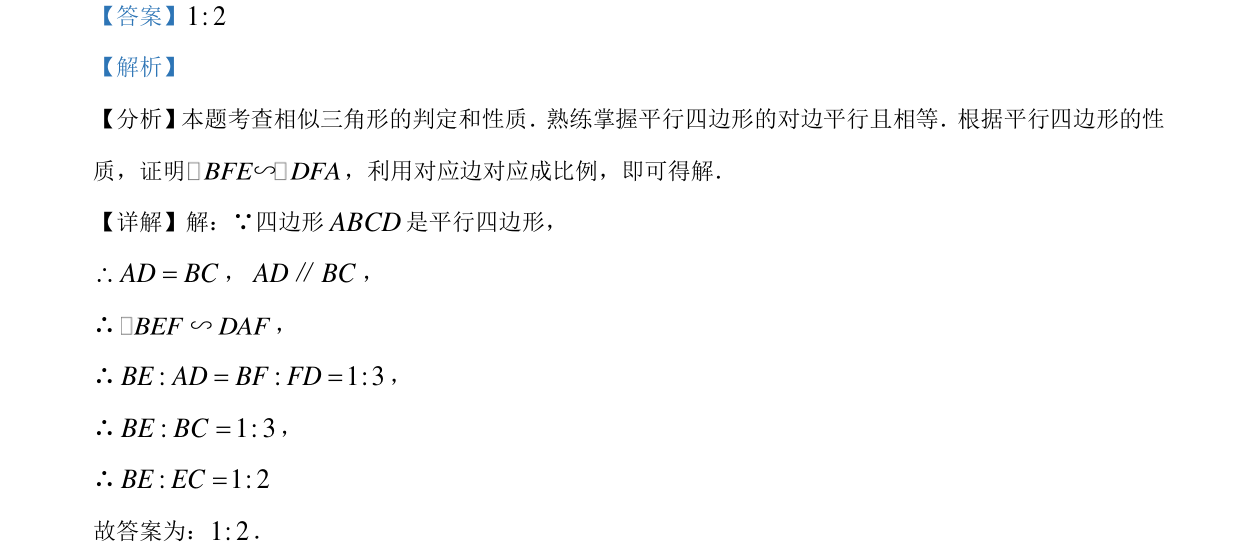 【答案】1:2
【解析】
【分析】本题考查相似三角形的判定和性质．熟练掌握平行四边形的对边平行且相等．根据平行四边形的性
质，证明□BFE∽□DFA，利用对应边对应成比例，即可得解．
【详解】解：∵四边形ABCD是平行四边形，
∴AD=BC，AD∥BC，
∴□BEF∽DAF，
∴BE:AD=BF:FD=1:3，
∴BE:BC=1:3，
∴BE:EC=1:2
故答案为：1:2．